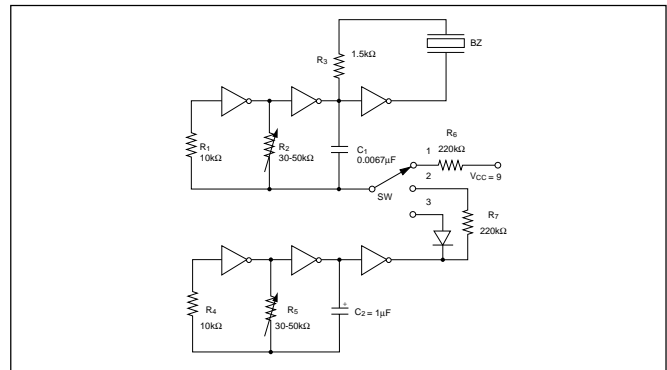 R3
1.5kΩ
BZ
R1
10kΩ
R2
30-50kΩ
C1
0.0067µF
1
2
3
SW
R6
220kΩ
VCC = 9
R7
220kΩ
R4
10kΩ
R5
30-50kΩ
+
C2 = 1µF